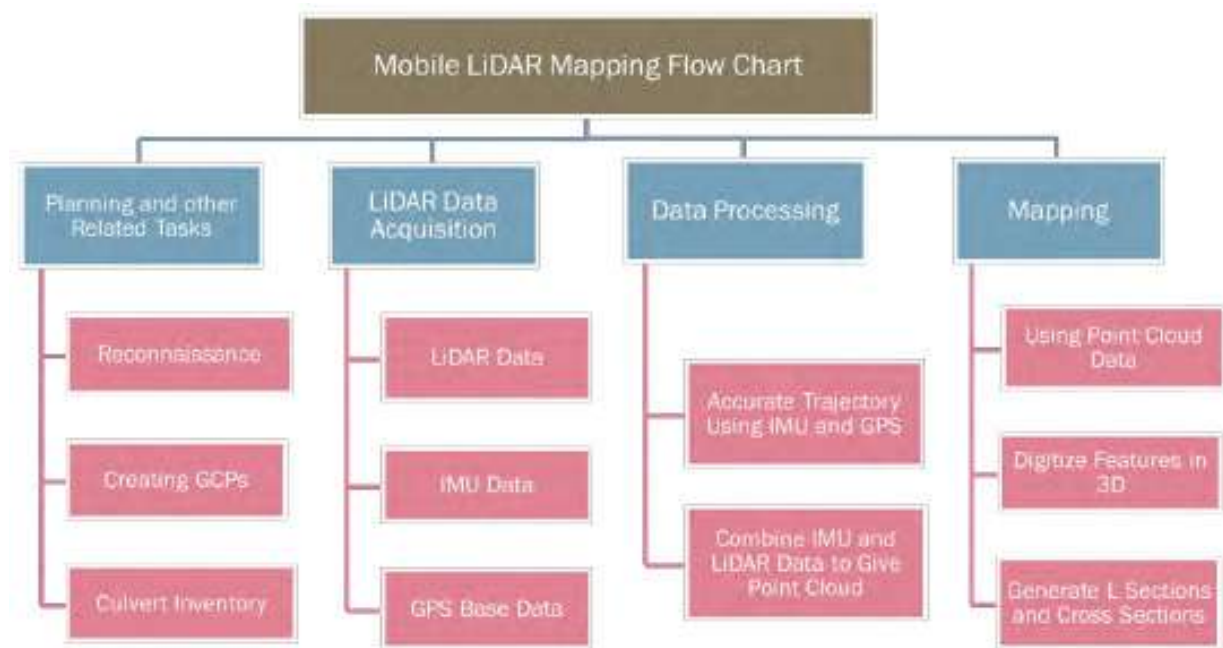 Mobile LiDAR Mapping Flow Chart
Planning and other
Related Tasks
LiDAR Data
Acquisition
Data Processing
Mapping
Reconnaissance
Creating GCPs
Culvert Inventory
LiDAR Data
IMU Data
GPS Base Data
Accurate Trajectory
Using IMU and GPS
Combine IMU and
LiDAR Data to Give
Point Cloud
Using Point Cloud
Data
Digitize Features in
3D
Generate L Sections
and Cross Sections